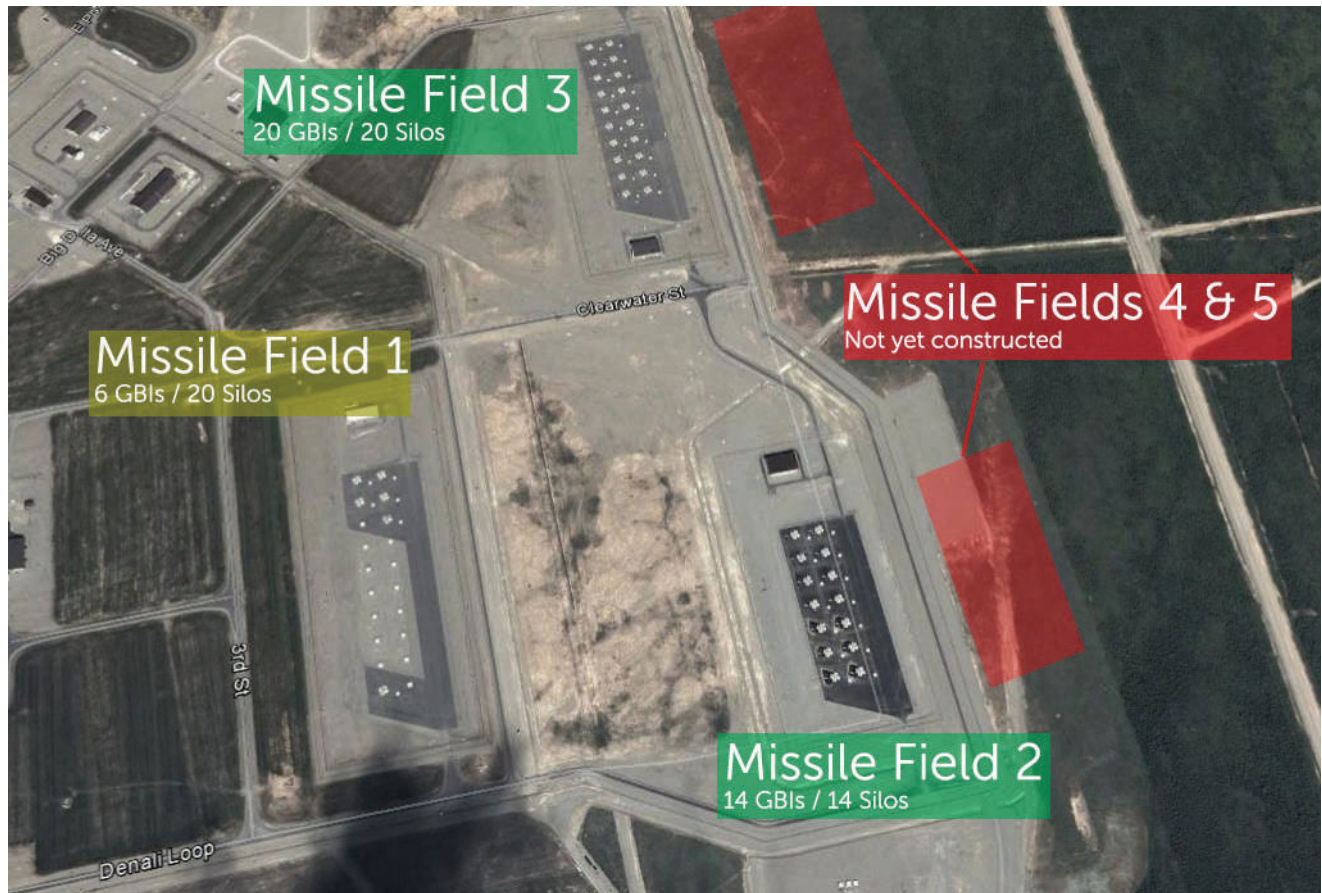 Missile Field 3
20 GBIs / 20 Silos
Missile Fields 4 & 5
Not yet constructed
Clearwater St
Missile Field 1
6 GBIs / 20 Silos
3rd St
Missile Field 2
14 GBIs / 14 Silos
Denali Loop